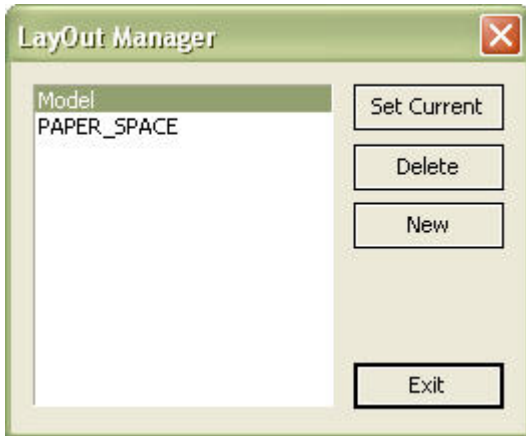 LayOut Manager
Model
PAPER_SPACE
Set Current
Delete
New
Exit